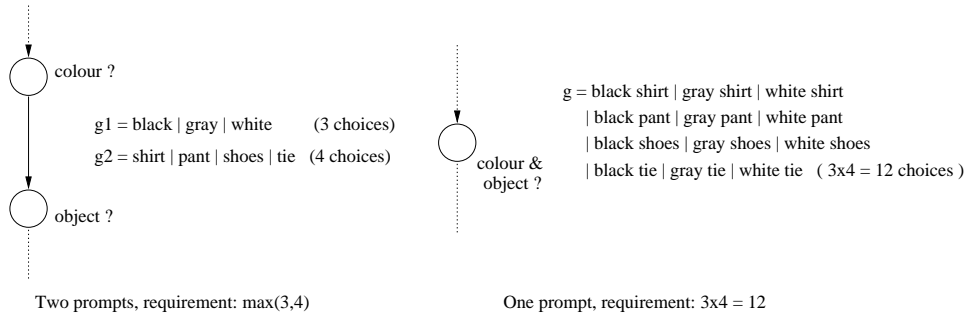 colour ?
g1 = black | gray | white (3 choices)
g2 = shirt | pant | shoes | tie (4 choices)
object ?
Two prompts, requirement: max(3,4)
g = black shirt | gray shirt | white shirt
| black pant | gray pant | white pant
| black shoes | gray shoes | white shoes
| black tie | gray tie | white tie ( 3x4 = 12 choices )
colour &
object ?
One prompt, requirement: 3x4 = 12